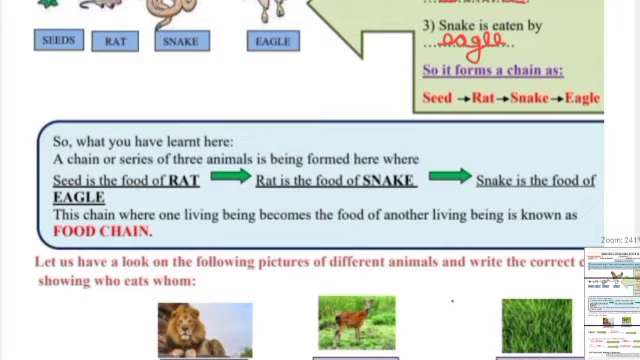 3) Snake is eaten by
SEEDS
RAT
SNAKE
EAGLE
eagle
So it forms a chain as:
Seed → Rat → Snake → Eagle
So, what you have learnt here:
A chain or series of three animals is being formed here where
Seed is the food of RAT Rat is the food of SNAKE Snake is the food of
EAGLE
This chain where one living being becomes the food of another living being is known as
FOOD CHAIN.
Zoom: 241%
Let us have a look on the following pictures of different animals and write the correct
showing who eats whom: